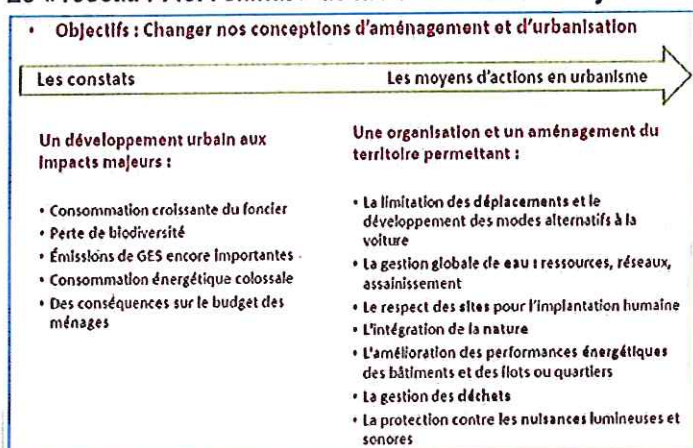 • Objectifs : Changer nos conceptions d'aménagement et d'urbanisation
Les constats
Les moyens d'actions en urbanisme
Un développement urbain aux
impacts majeurs :
• Consommation croissante du foncier
• Perte de biodiversité
• Émissions de GES encore importantes
• Consommation énergétique colossale
• Des conséquences sur le budget des
ménages
Une organisation et un aménagement du
territoire permettant :
• La limitation des déplacements et le
développement des modes alternatifs à la
voiture
• La gestion globale de eau : ressources, réseaux,
assainissement
• Le respect des sites pour l'implantation humaine
• L'intégration de la nature
• L'amélioration des performances énergétiques
des bâtiments et des îlots ou quartiers
• La gestion des déchets
• La protection contre les nuisances lumineuses et
sonores